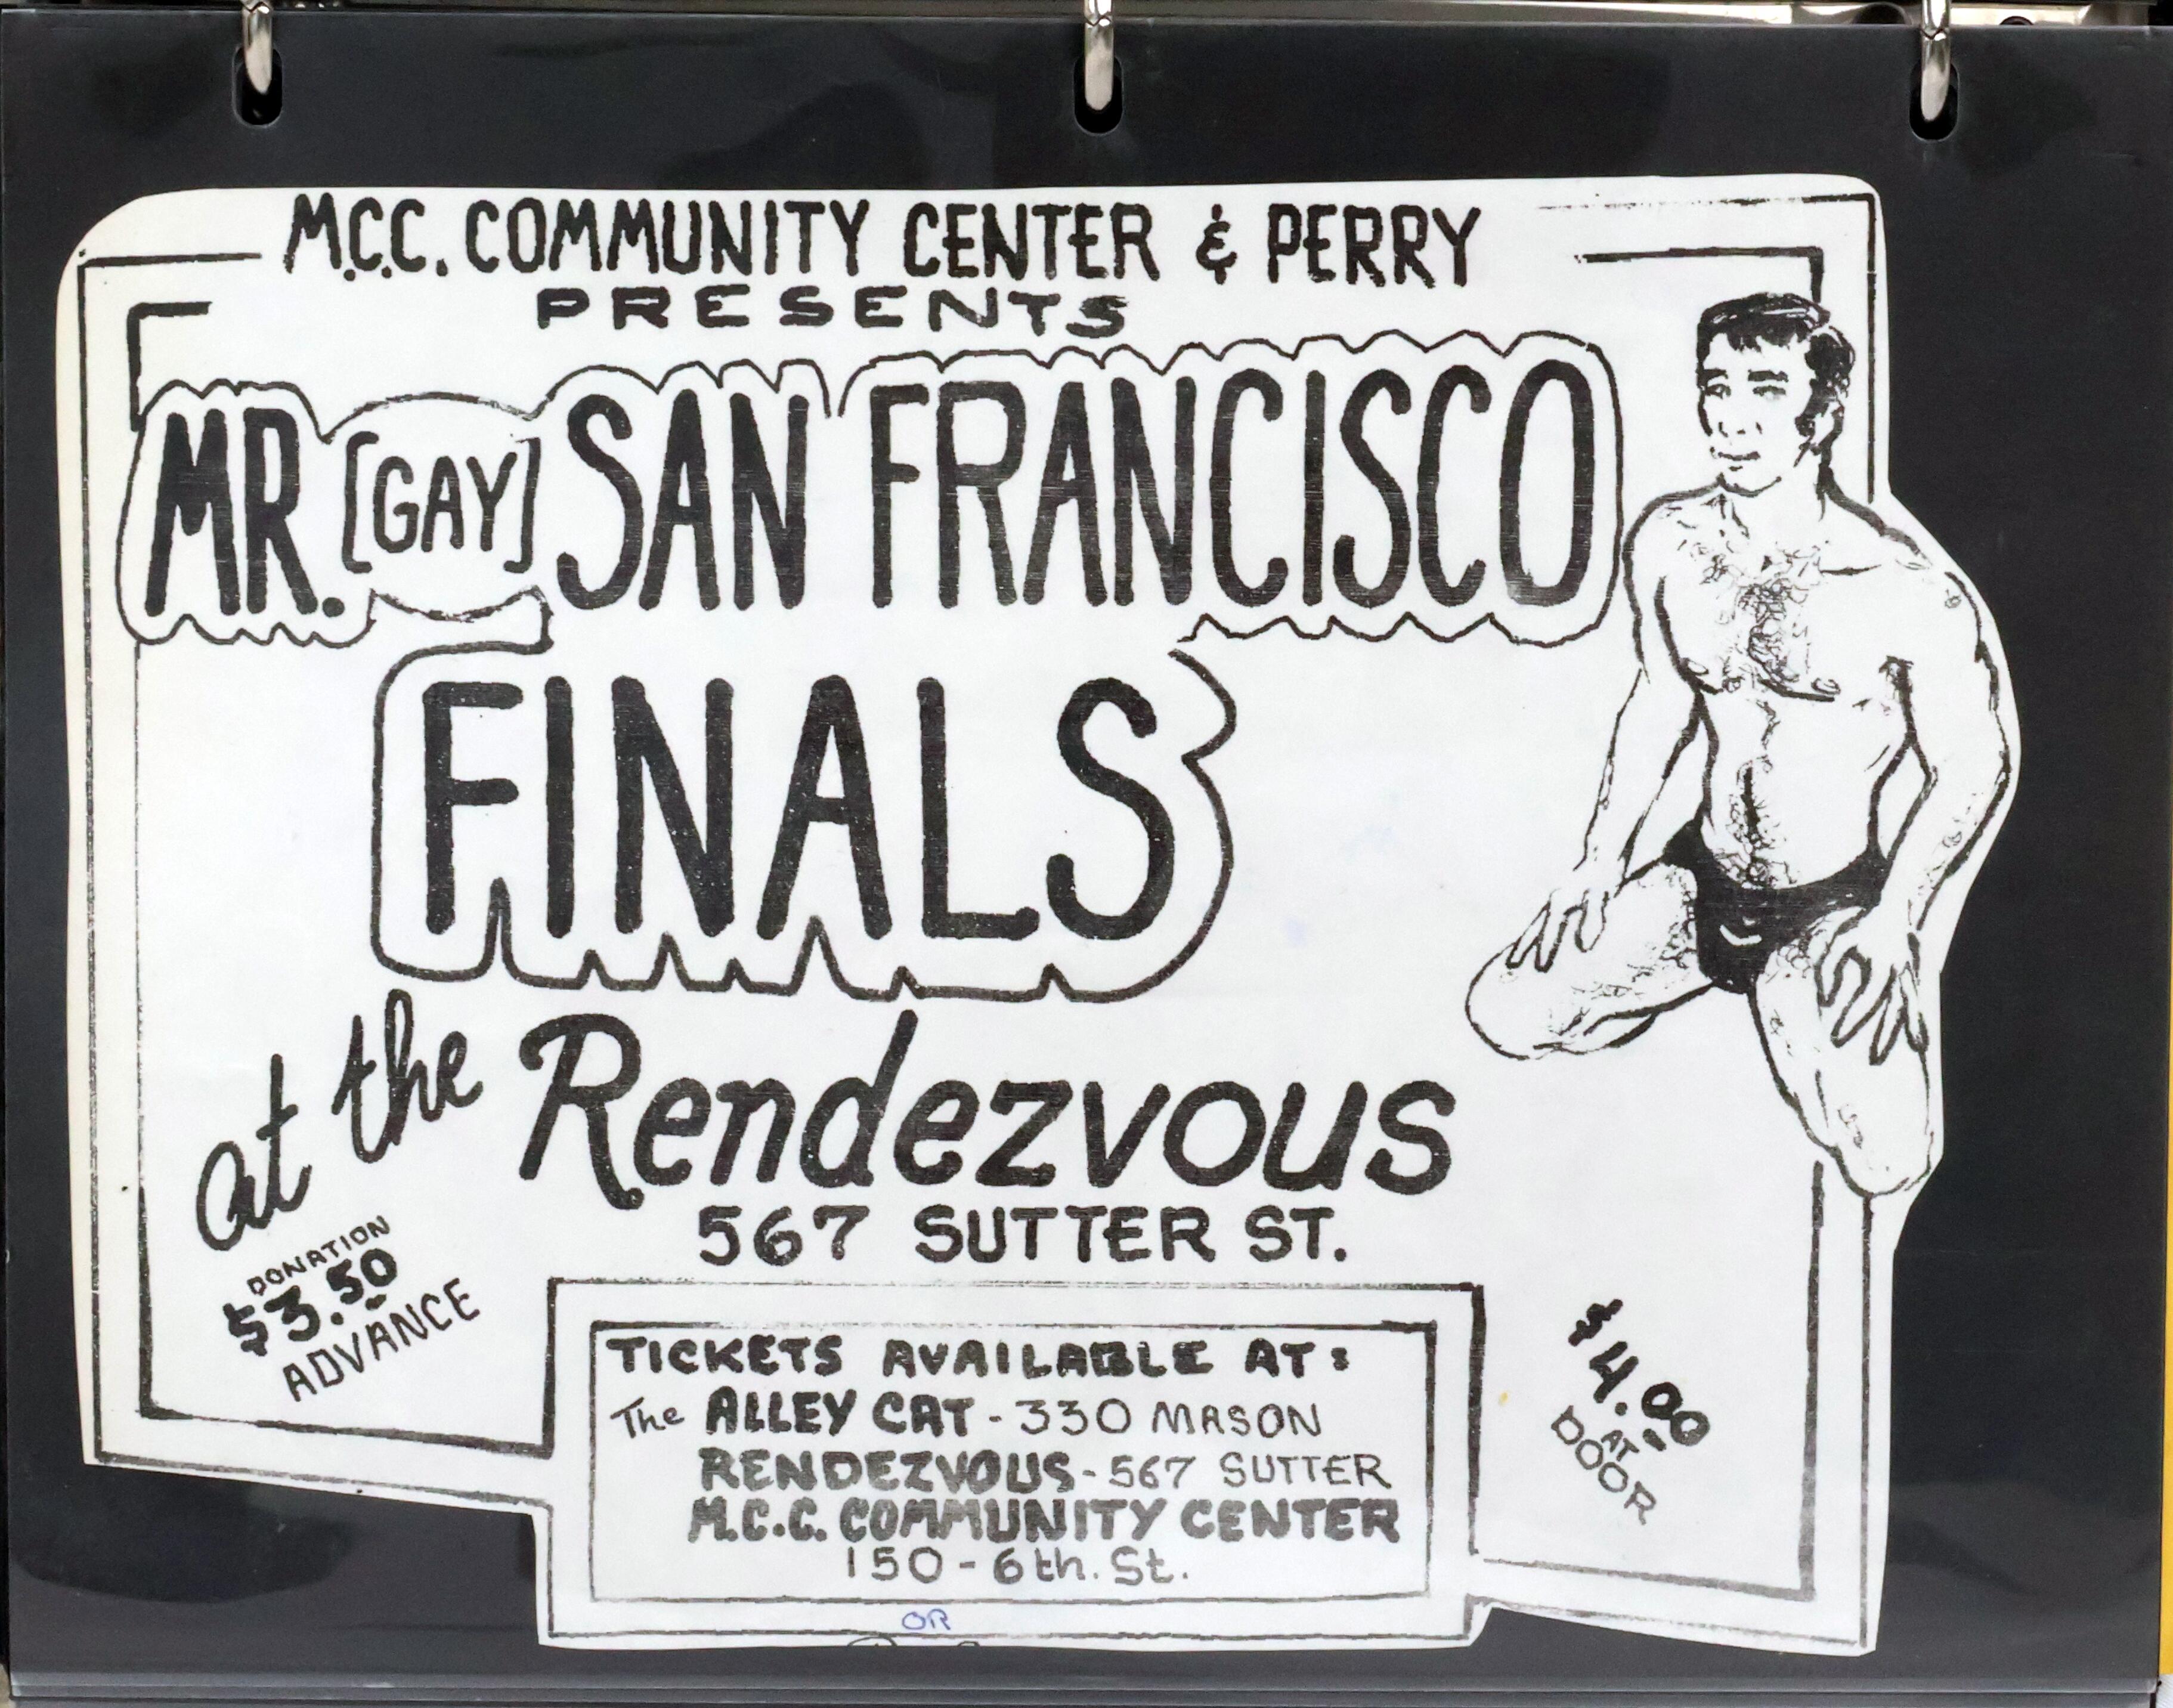 M.C.C. COMMUNITY CENTER & PERRY
PRESENTS
MR. [GAY] SAN FRANCISCO
FINALS
at the Rendezvous
567 SUTTER ST.
DONATION
$3.50
ADVANCE
$4.00
AT
DOOR
TICKETS AVAILABLE AT:
The ALLEY CAT - 330 MASON
RENDEZVOUS - 567 SUTTER
M.C.C. COMMUNITY CENTER
150 - 6th. St.
OR